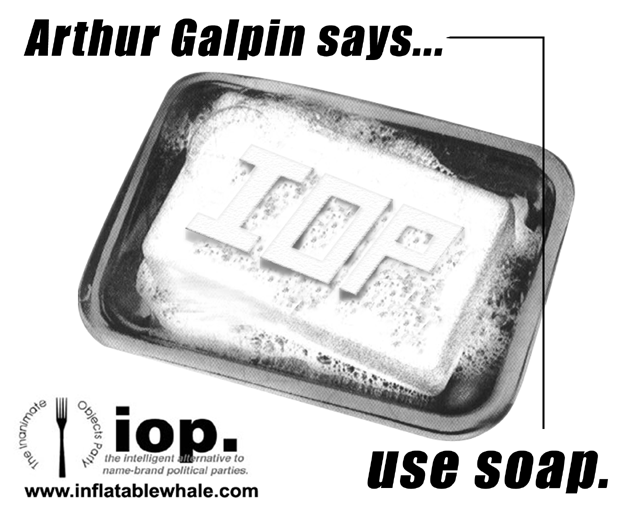 Arthur Galpin says...
IOP
The Inanimate
Objects Party
iop.
the intelligent alternative to
name-brand political parties.
www.inflatablewhale.com
use soap.